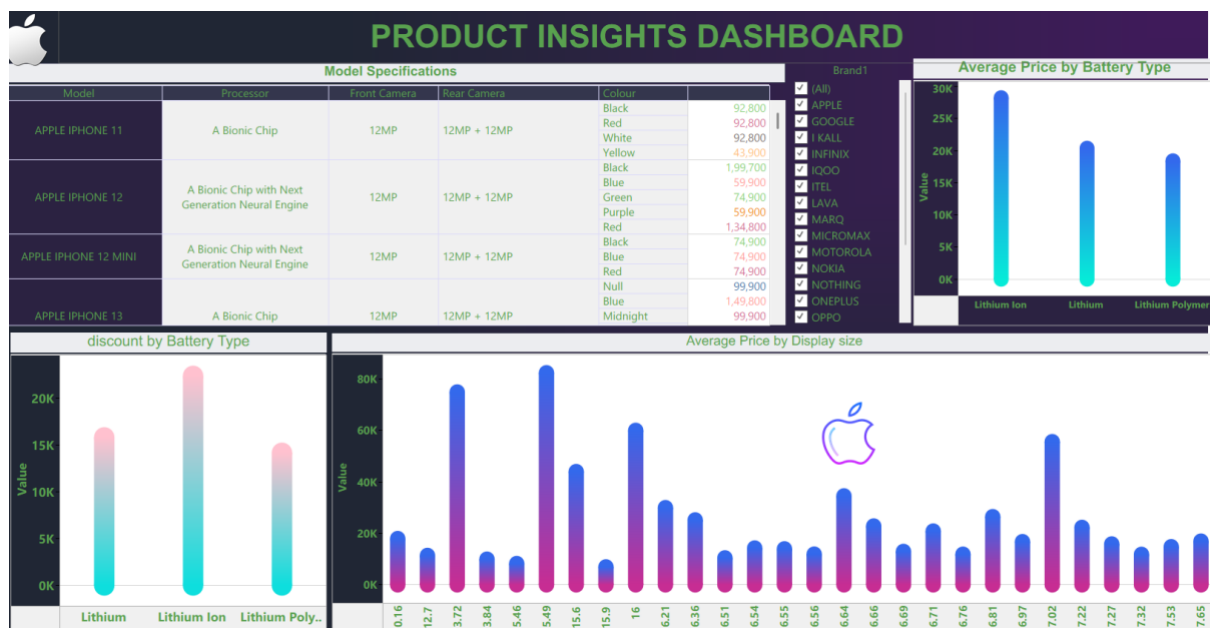 PRODUCT INSIGHTS DASHBOARD
Model Specifications
Model Processor Front Camera Rear Camera Colour
APPLE IPHONE 11 A Bionic Chip 12MP 12MP + 12MP
Black 92,800
Red 92,800
White 92,800
Yellow 43,900
APPLE IPHONE 12 A Bionic Chip with Next Generation Neural Engine 12MP 12MP + 12MP
Black 1,99,700
Blue 59,900
Green 74,900
Purple 59,900
Red 1,34,800
APPLE IPHONE 12 MINI A Bionic Chip with Next Generation Neural Engine 12MP 12MP + 12MP
Black 74,900
Blue 74,900
Red 74,900
APPLE IPHONE 13 A Bionic Chip 12MP 12MP + 12MP
Null 99,900
Blue 1,49,800
Midnight 99,900
Brand1
(All)
APPLE
GOOGLE
I KALL
INFINIX
IQOO
ITEL
LAVA
MARQ
MICROMAX
MOTOROLA
NOKIA
NOTHING
ONEPLUS
OPPO
Average Price by Battery Type
30K
25K
20K
15K
10K
5K
0K
Value
Lithium Ion Lithium Lithium Polymer
discount by Battery Type
20K
15K
10K
5K
0K
Value
Lithium Lithium Ion Lithium Poly..
Average Price by Display size
80K
60K
40K
20K
0K
Value
0.16 12.7 3.72 3.84 5.46 5.49 15.6 15.9 16 6.21 6.36 6.51 6.54 6.55 6.56 6.64 6.66 6.69 6.71 6.76 6.81 6.97 7.02 7.22 7.27 7.32 7.53 7.65